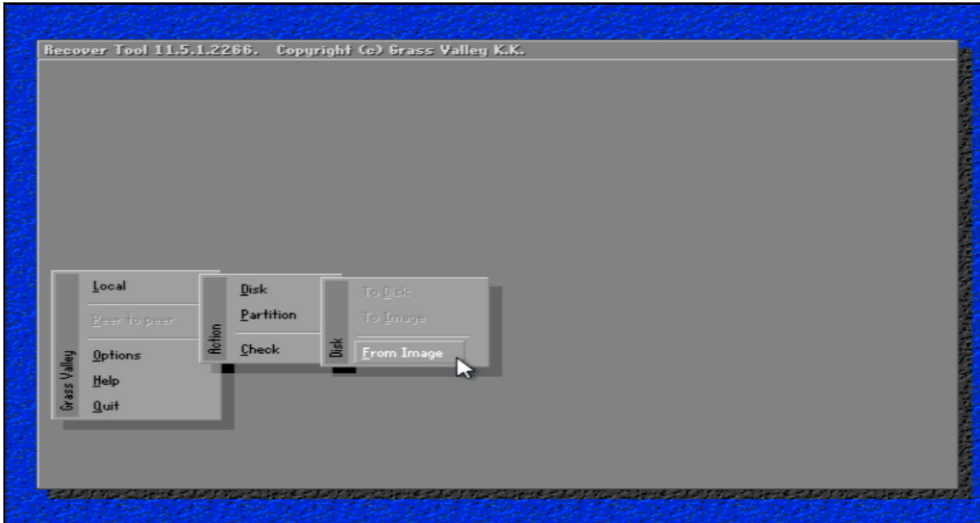 Recover Tool 11.5.1.2266.  Copyright (c) Grass Valley K.K.
Grass Valley
Local
Peer to peer
Options
Help
Quit
Action
Disk
Partition
Check
Disk
To Disk
To Image
From Image